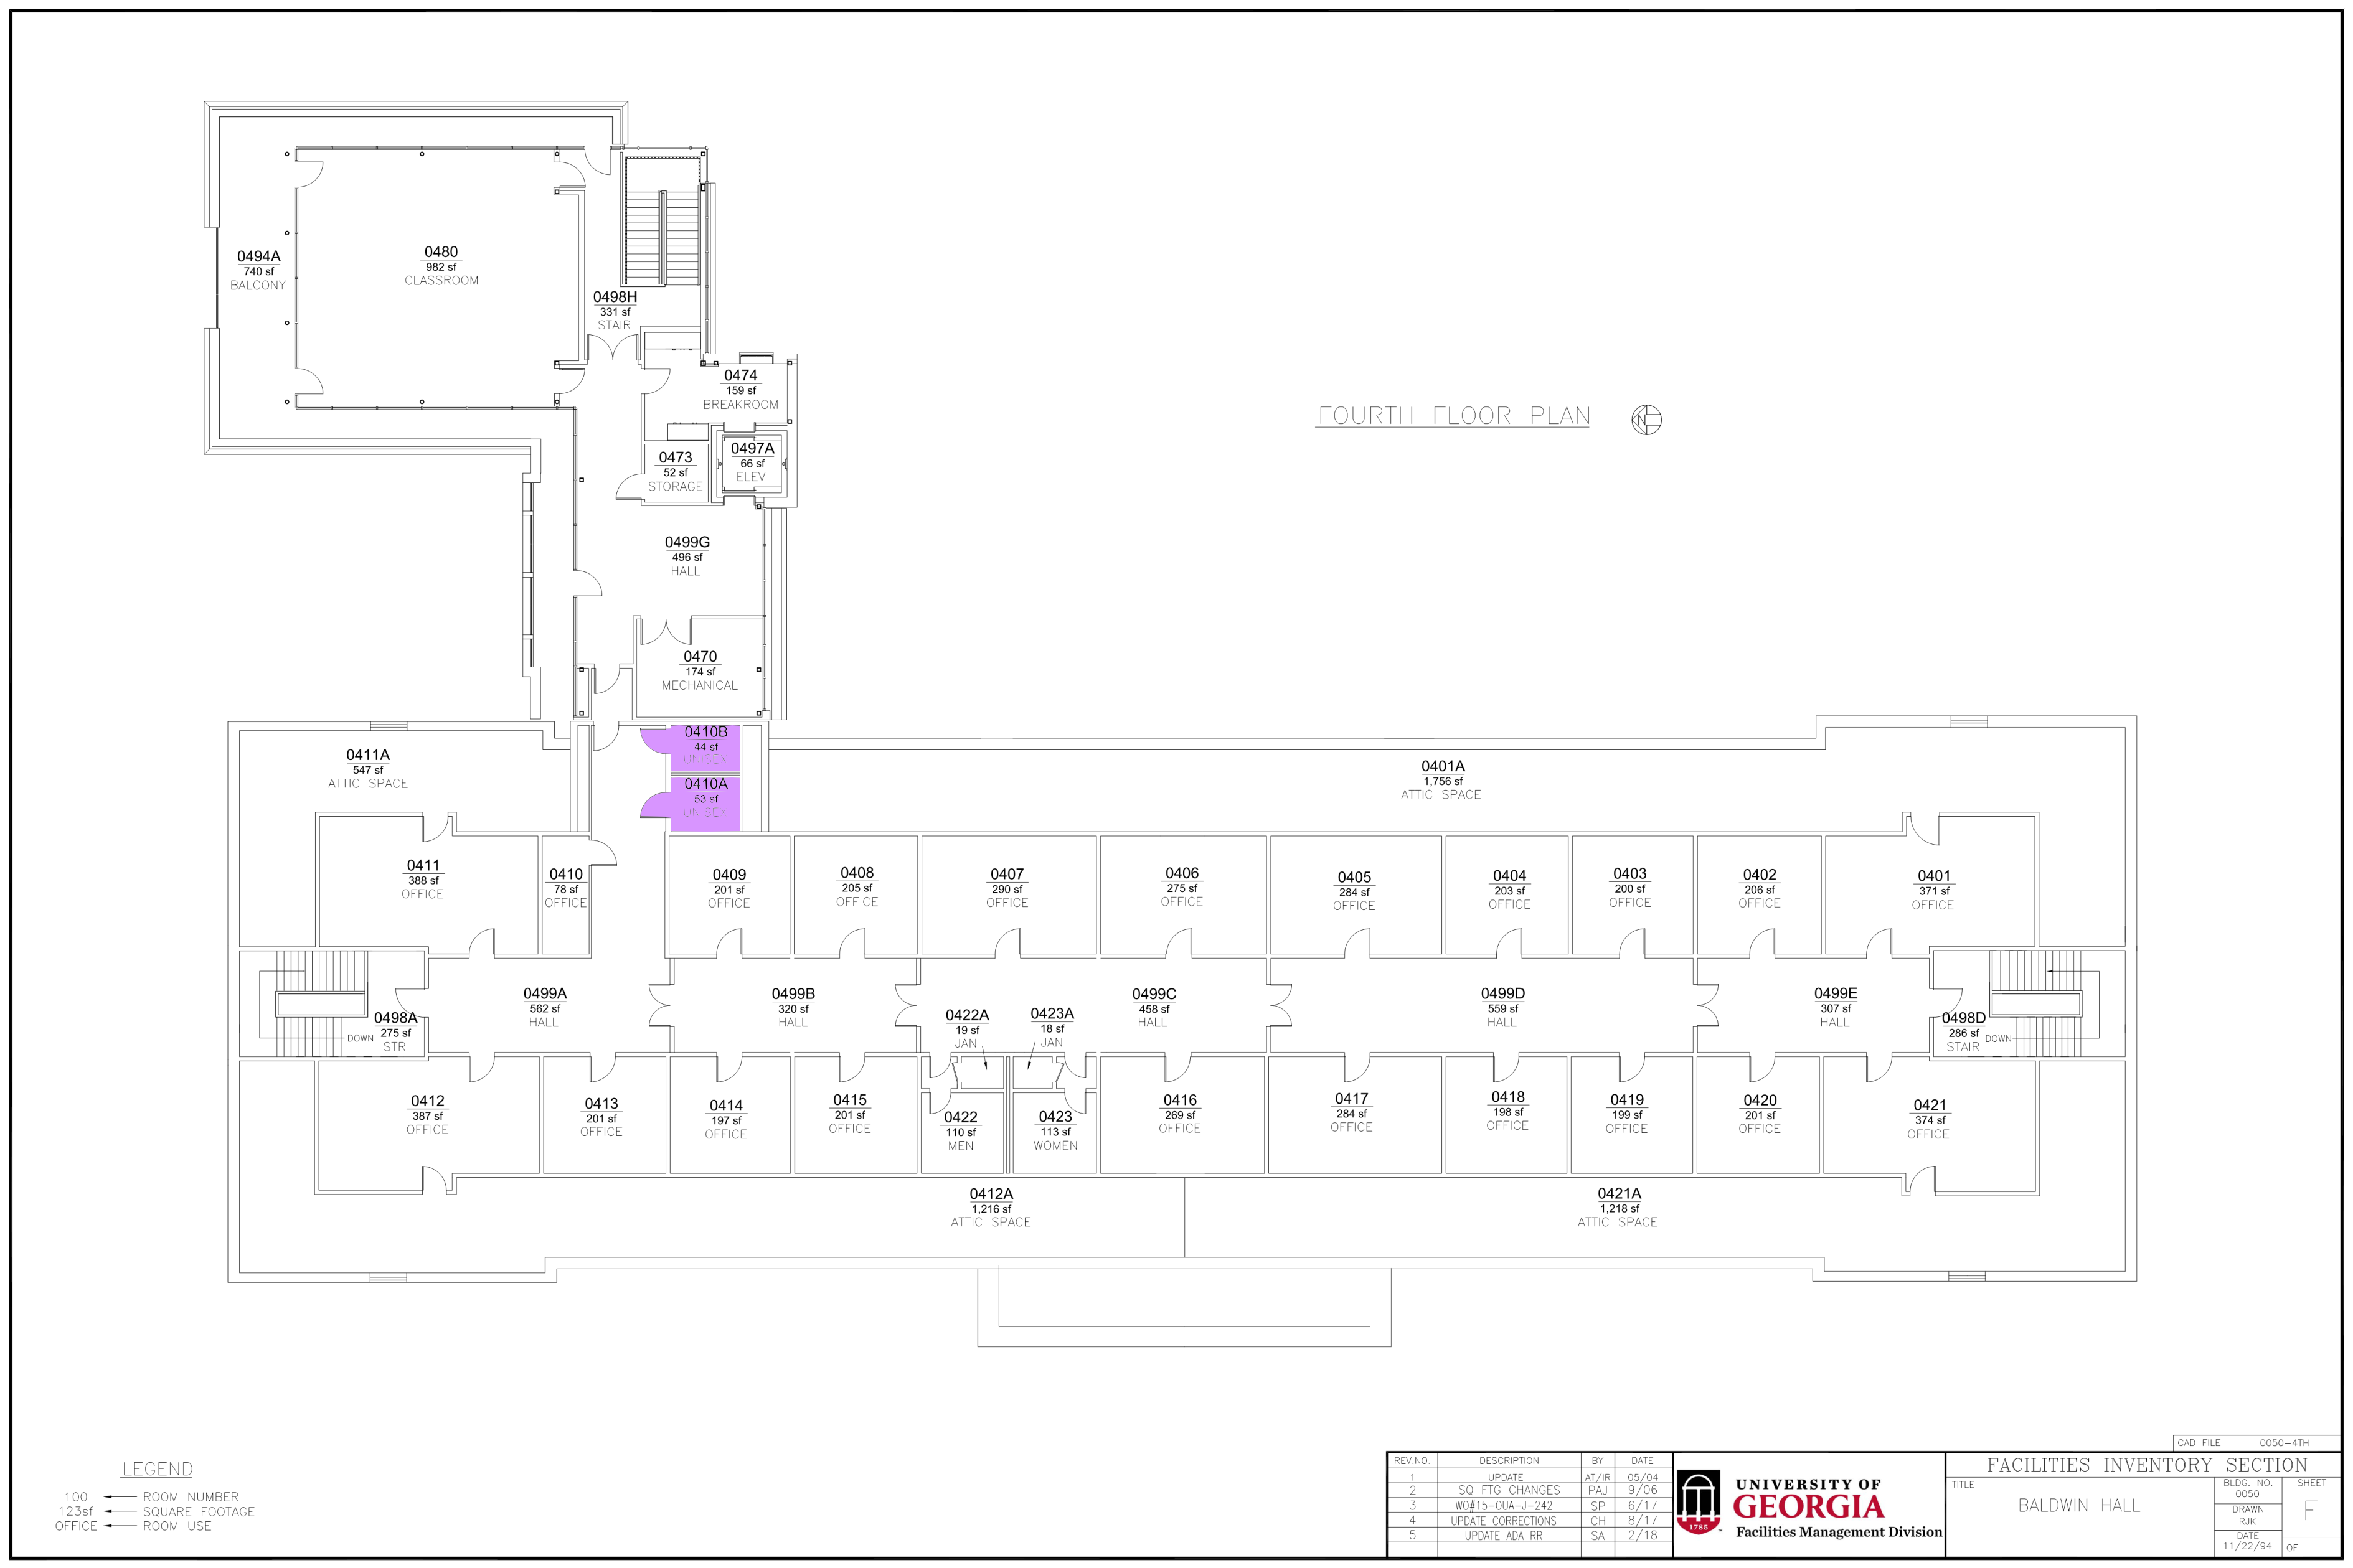 0494A
740 sf
BALCONY
0480
982 sf
CLASSROOM
0498H
331 sf
STAIR
0474
159 sf
BREAKROOM
0473
52 sf
STORAGE
0497A
66 sf
ELEV
0499G
496 sf
HALL
0470
174 sf
MECHANICAL
FOURTH FLOOR PLAN
N
0410B
44 sf
UNISEX
0410A
53 sf
UNISEX
0411A
547 sf
ATTIC SPACE
0401A
1,756 sf
ATTIC SPACE
0411
388 sf
OFFICE
0410
78 sf
OFFICE
0409
201 sf
OFFICE
0408
205 sf
OFFICE
0407
290 sf
OFFICE
0406
275 sf
OFFICE
0405
284 sf
OFFICE
0404
203 sf
OFFICE
0403
200 sf
OFFICE
0402
206 sf
OFFICE
0401
371 sf
OFFICE
0498A
275 sf
STR
DOWN
0499A
562 sf
HALL
0499B
320 sf
HALL
0422A
19 sf
JAN
0423A
18 sf
JAN
0499C
458 sf
HALL
0499D
559 sf
HALL
0499E
307 sf
HALL
0498D
286 sf
STAIR
DOWN
0412
387 sf
OFFICE
0413
201 sf
OFFICE
0414
197 sf
OFFICE
0415
201 sf
OFFICE
0422
110 sf
MEN
0423
113 sf
WOMEN
0416
269 sf
OFFICE
0417
284 sf
OFFICE
0418
198 sf
OFFICE
0419
199 sf
OFFICE
0420
201 sf
OFFICE
0421
374 sf
OFFICE
0412A
1,216 sf
ATTIC SPACE
0421A
1,218 sf
ATTIC SPACE
LEGEND
100 ROOM NUMBER
123sf SQUARE FOOTAGE
OFFICE ROOM USE
REV.NO. DESCRIPTION BY DATE
1 UPDATE AT/IR 05/04
2 SQ FTG CHANGES PAJ 9/06
3 WO#15-OUA-J-242 SP 6/17
4 UPDATE CORRECTIONS CH 8/17
5 UPDATE ADA RR SA 2/18
1785
UNIVERSITY OF
GEORGIA
Facilities Management Division
CAD FILE 0050-4TH
FACILITIES INVENTORY SECTION
TITLE
BALDWIN HALL
BLDG. NO.
0050
DRAWN
RJK
DATE
11/22/94
SHEET
F
OF